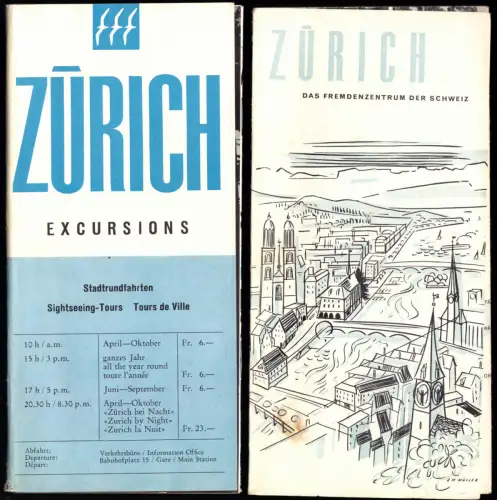 ZÜRICH
EXCURSIONS
Stadtrundfahrten
Sightseeing-Tours Tours de Ville
10 h / a.m. April—Oktober Fr. 6.—
15 h / 3 p.m. ganzes Jahr
all the year round
toute l'année Fr. 6.—
17 h / 5 p.m. Juni—September Fr. 6.—
20.30 h / 8.30 p.m. April—Oktober
«Zürich bei Nacht»
«Zurich by Night»
«Zurich la Nuit» Fr. 23.—
Abfahrt: Verkehrsbüro / Information Office
Departure: Bahnhofplatz 15 / Gare / Main Station
Départ:
ZÜRICH
DAS FREMDENZENTRUM DER SCHWEIZ
MÜLLER